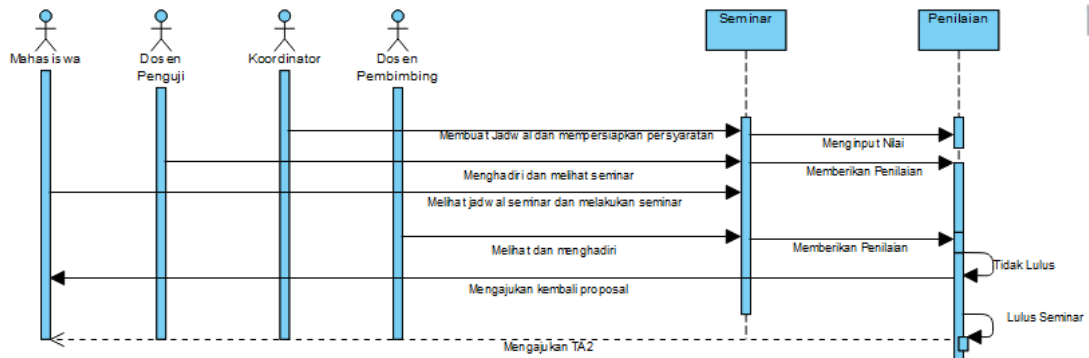 Mahasiswa
Dosen
Penguji
Koordinator
Dosen
Pembimbing
Seminar
Penilaian
Membuat Jadwal dan mempersiapkan persyaratan
Menginput Nilai
Menghadiri dan melihat seminar
Memberikan Penilaian
Melihat jadwal seminar dan melakukan seminar
Melihat dan menghadiri
Memberikan Penilaian
Tidak Lulus
Mengajukan kembali proposal
Lulus Seminar
Mengajukan TA2